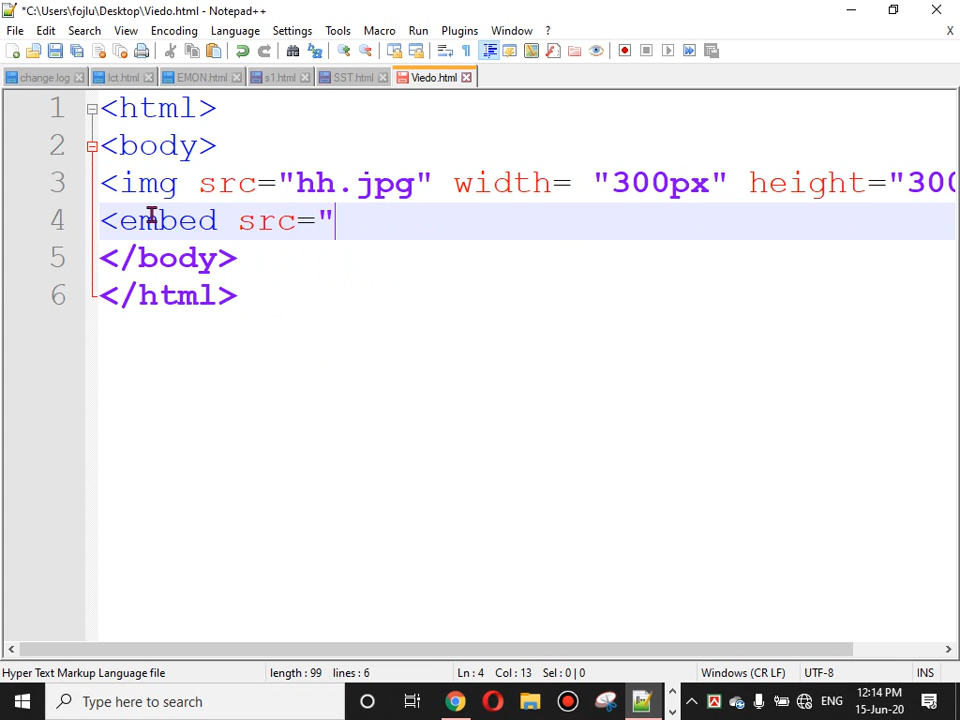 *C:\Users\fojlu\Desktop\Viedo.html - Notepad++
File Edit Search View Encoding Language Settings Tools Macro Run Plugins Window ? X
change.log Ict.html EMON.html s1.html SST.html Viedo.html
1 <html>
2 <body>
3 <img src="hh.jpg" width= "300px" height="300
4 <embed src="
5 </body>
6 </html>
Hyper Text Markup Language file length : 99 lines : 6 Ln : 4 Col : 13 Sel : 0 | 0 Windows (CR LF) UTF-8 INS
Type here to search ENG 12:14 PM
15-Jun-20